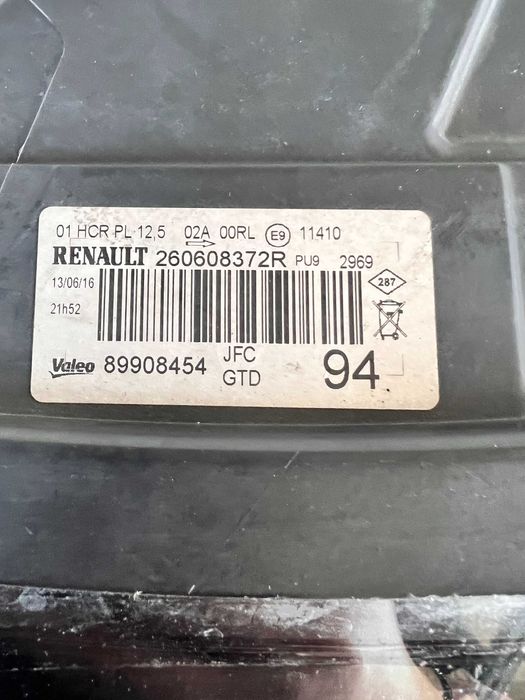 01 HCR PL 12,5 02A 00RL E9 11410
RENAULT 260608372R PU9 2969
13/06/16
21h52
287
Valeo 89908454 JFC GTD 94